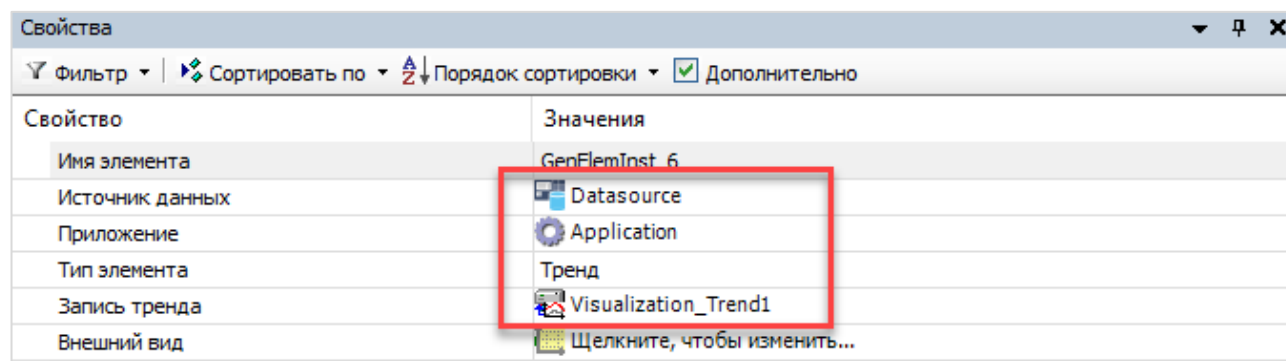 Свойства
Фильтр Сортировать по Порядок сортировки Дополнительно
Свойство Значения
Имя элемента GenElemInst_6
Источник данных Datasource
Приложение Application
Тип элемента Тренд
Запись тренда Visualization_Trend1
Внешний вид Щелкните, чтобы изменить...